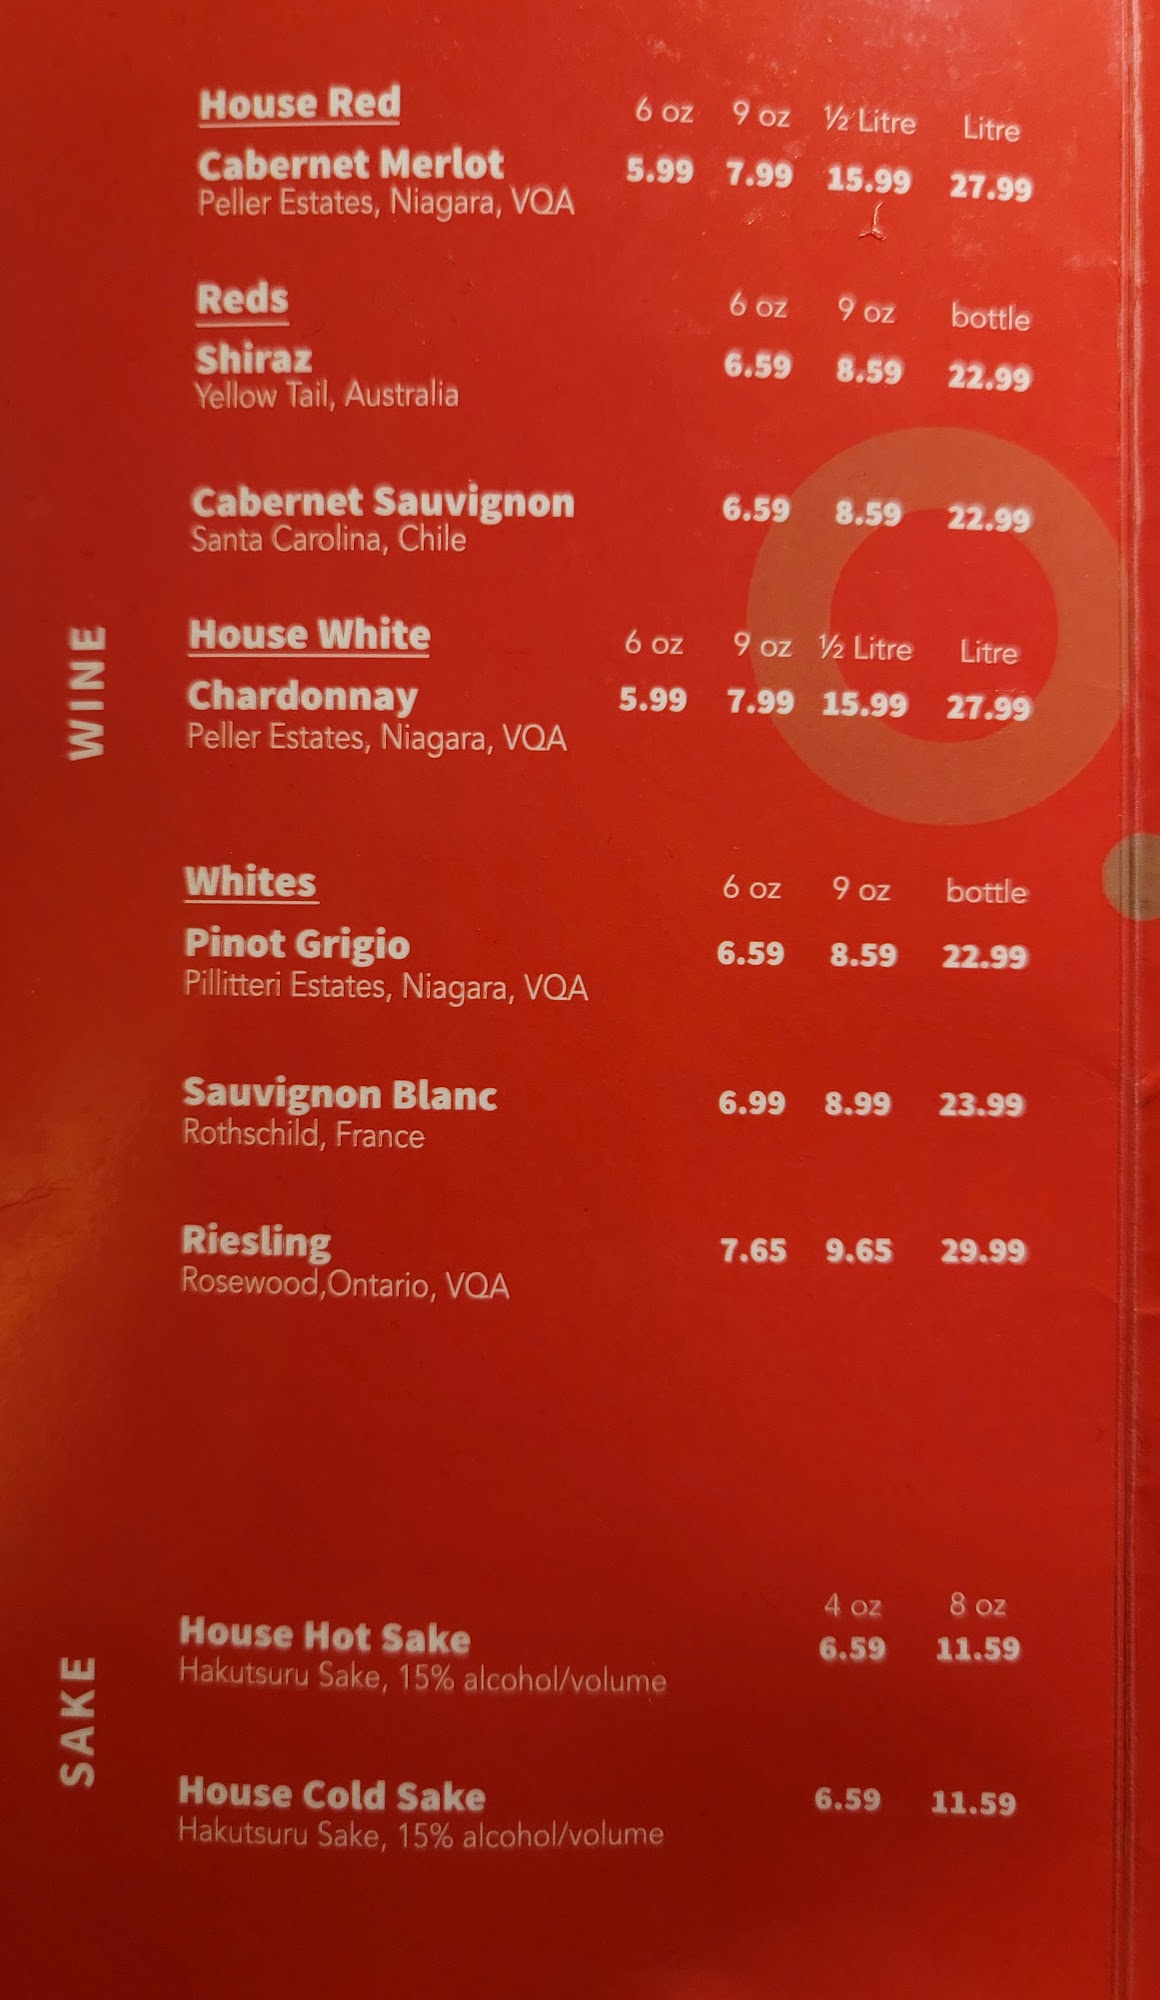 WINE
House Red 6 oz 9 oz ½ Litre Litre
Cabernet Merlot 5.99 7.99 15.99 27.99
Peller Estates, Niagara, VQA
Reds 6 oz 9 oz bottle
Shiraz 6.59 8.59 22.99
Yellow Tail, Australia
Cabernet Sauvignon 6.59 8.59 22.99
Santa Carolina, Chile
House White 6 oz 9 oz ½ Litre Litre
Chardonnay 5.99 7.99 15.99 27.99
Peller Estates, Niagara, VQA
Whites 6 oz 9 oz bottle
Pinot Grigio 6.59 8.59 22.99
Pillitteri Estates, Niagara, VQA
Sauvignon Blanc 6.99 8.99 23.99
Rothschild, France
Riesling 7.65 9.65 29.99
Rosewood,Ontario, VQA
SAKE
4 oz 8 oz
House Hot Sake 6.59 11.59
Hakutsuru Sake, 15% alcohol/volume
House Cold Sake 6.59 11.59
Hakutsuru Sake, 15% alcohol/volume